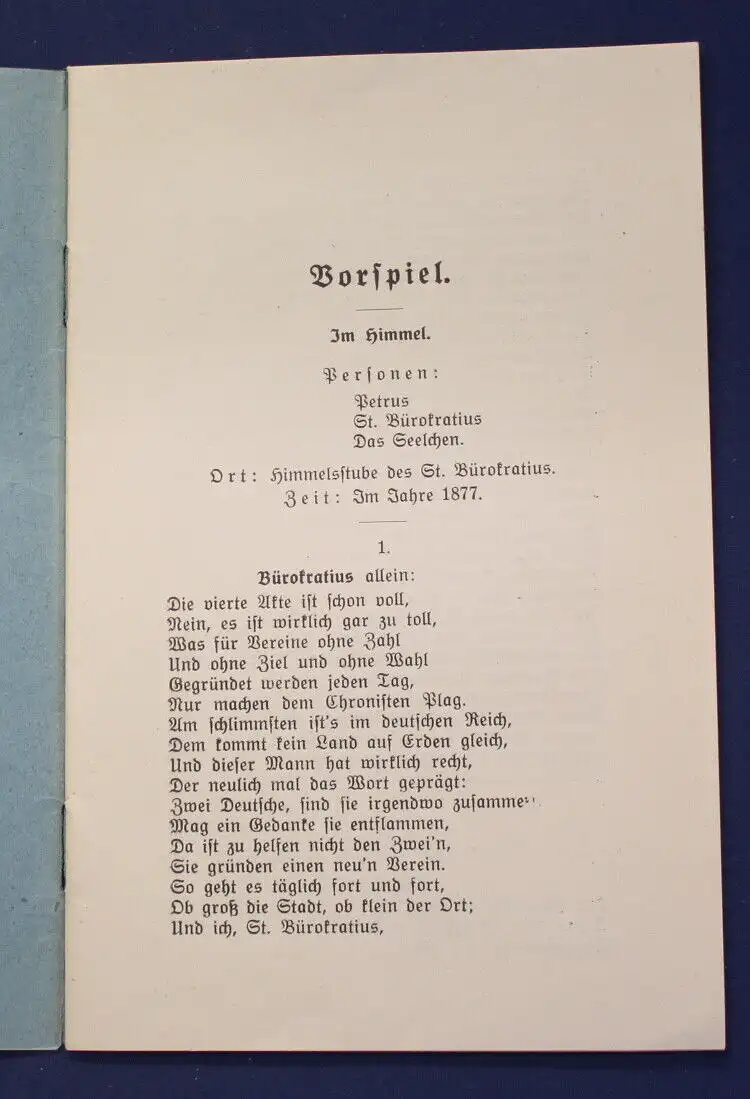 Vorſpiel.
Im Himmel.
Perſonen:
Petrus
St. Bürokratius
Das Seelchen.
Ort: Himmelsſtube des St. Bürokratius.
Zeit: Im Jahre 1877.
1.
Bürokratius allein:
Die vierte Akte iſt ſchon voll,
Nein, es iſt wirklich gar zu toll,
Was für Vereine ohne Zahl
Und ohne Ziel und ohne Wahl
Gegründet werden jeden Tag,
Nur machen dem Chroniſten Plag.
Am ſchlimmſten iſt's im deutſchen Reich,
Dem kommt kein Land auf Erden gleich,
Und dieſer Mann hat wirklich recht,
Der neulich mal das Wort geprägt:
Zwei Deutſche, ſind ſie irgendwo zuſammen
Mag ein Gedanke ſie entflammen,
Da iſt zu helfen nicht den Zwei'n,
Sie gründen einen neu'n Verein.
So geht es täglich fort und fort,
Ob groß die Stadt, ob klein der Ort;
Und ich, St. Bürokratius,